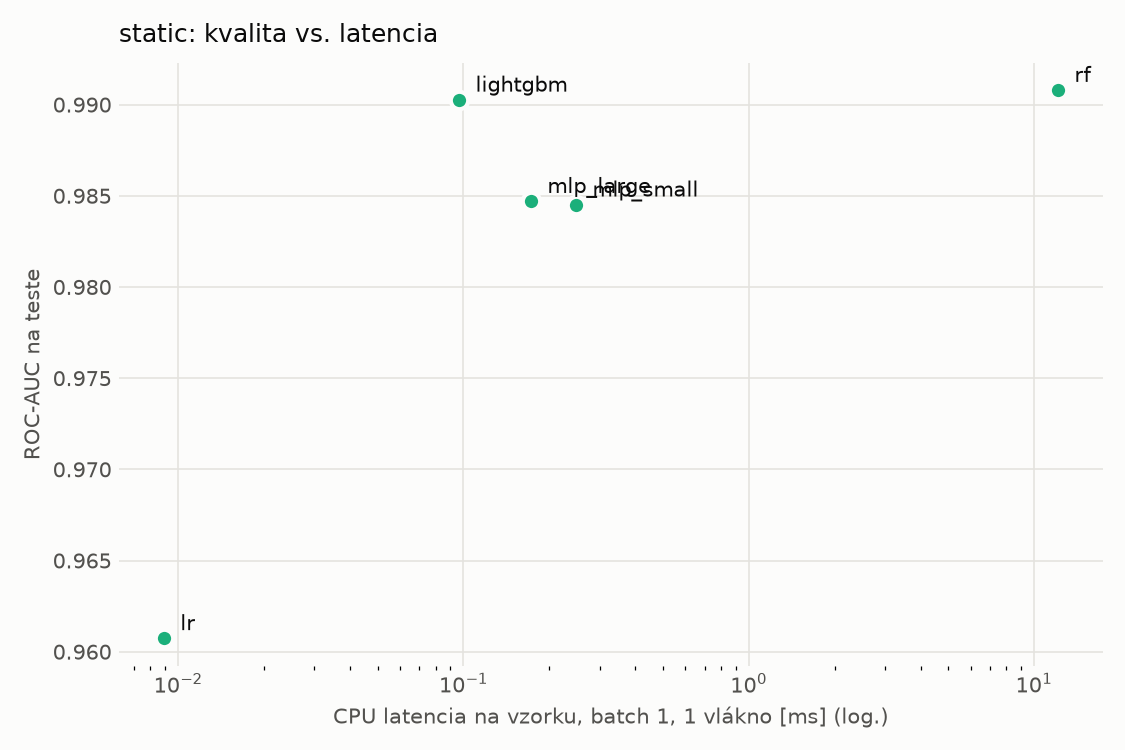 static: kvalita vs. latencia
rf
lightgbm
0.990
mlp_large
mlp_small
0.985
0.980
0.975
0.970
0.965
lr
0.960
ROC-AUC na teste
10⁻² 10⁻¹ 10⁰ 10¹
CPU latencia na vzorku, batch 1, 1 vlákno [ms] (log.)